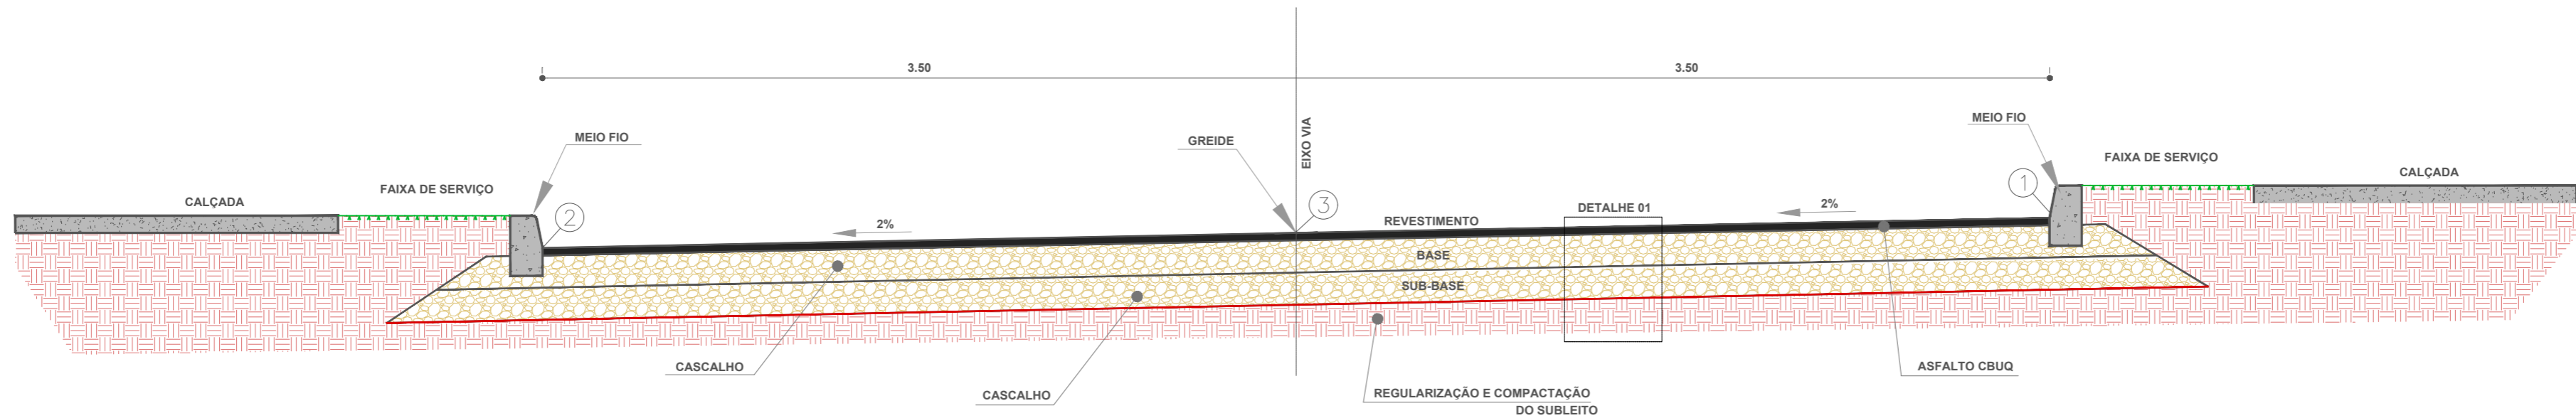 3.50
3.50
EIXO VIA
MEIO FIO
GREIDE
MEIO FIO
FAIXA DE SERVIÇO
CALÇADA
FAIXA DE SERVIÇO
CALÇADA
1
2
3
2%
2%
REVESTIMENTO
DETALHE 01
BASE
SUB-BASE
CASCALHO
CASCALHO
ASFALTO CBUQ
REGULARIZAÇÃO E COMPACTAÇÃO
DO SUBLEITO